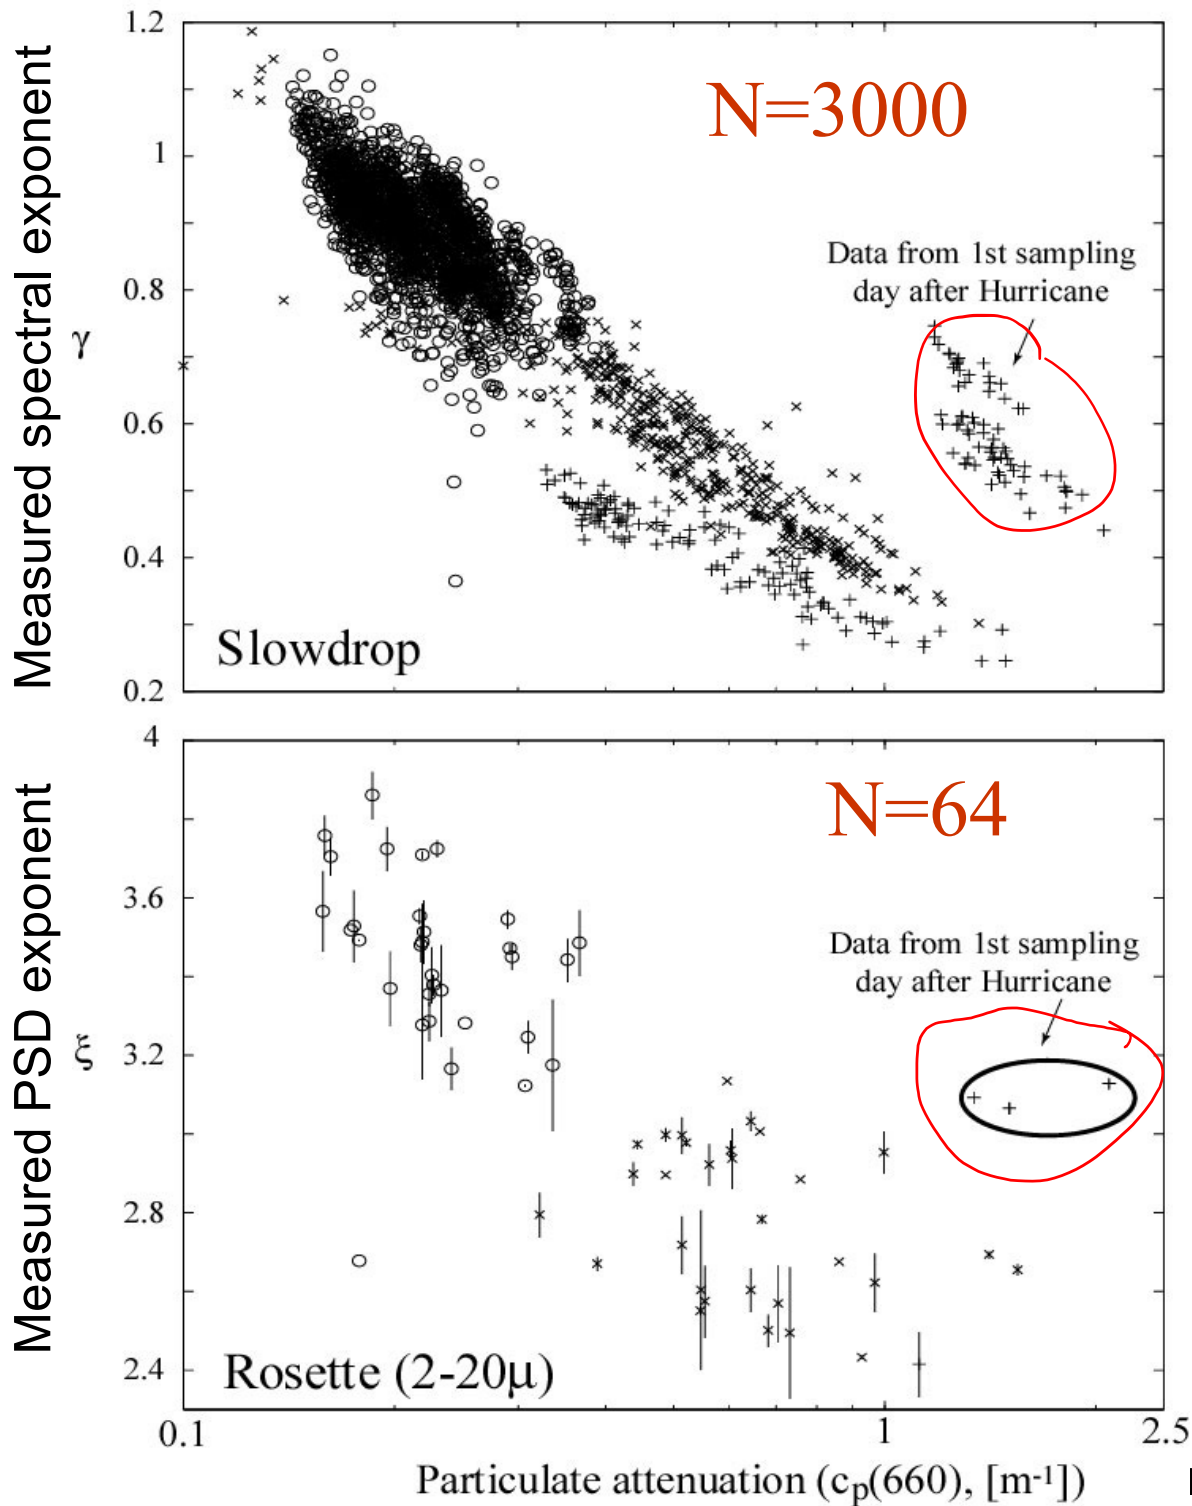 Measured spectral exponent
γ
1.2
1
0.8
0.6
0.4
0.2
N=3000
Data from 1st sampling
day after Hurricane
Slowdrop
Measured PSD exponent
ξ
4
3.6
3.2
2.8
2.4
N=64
Data from 1st sampling
day after Hurricane
Rosette (2-20μ)
0.1
1
2.5
Particulate attenuation (cp(660), [m-1])